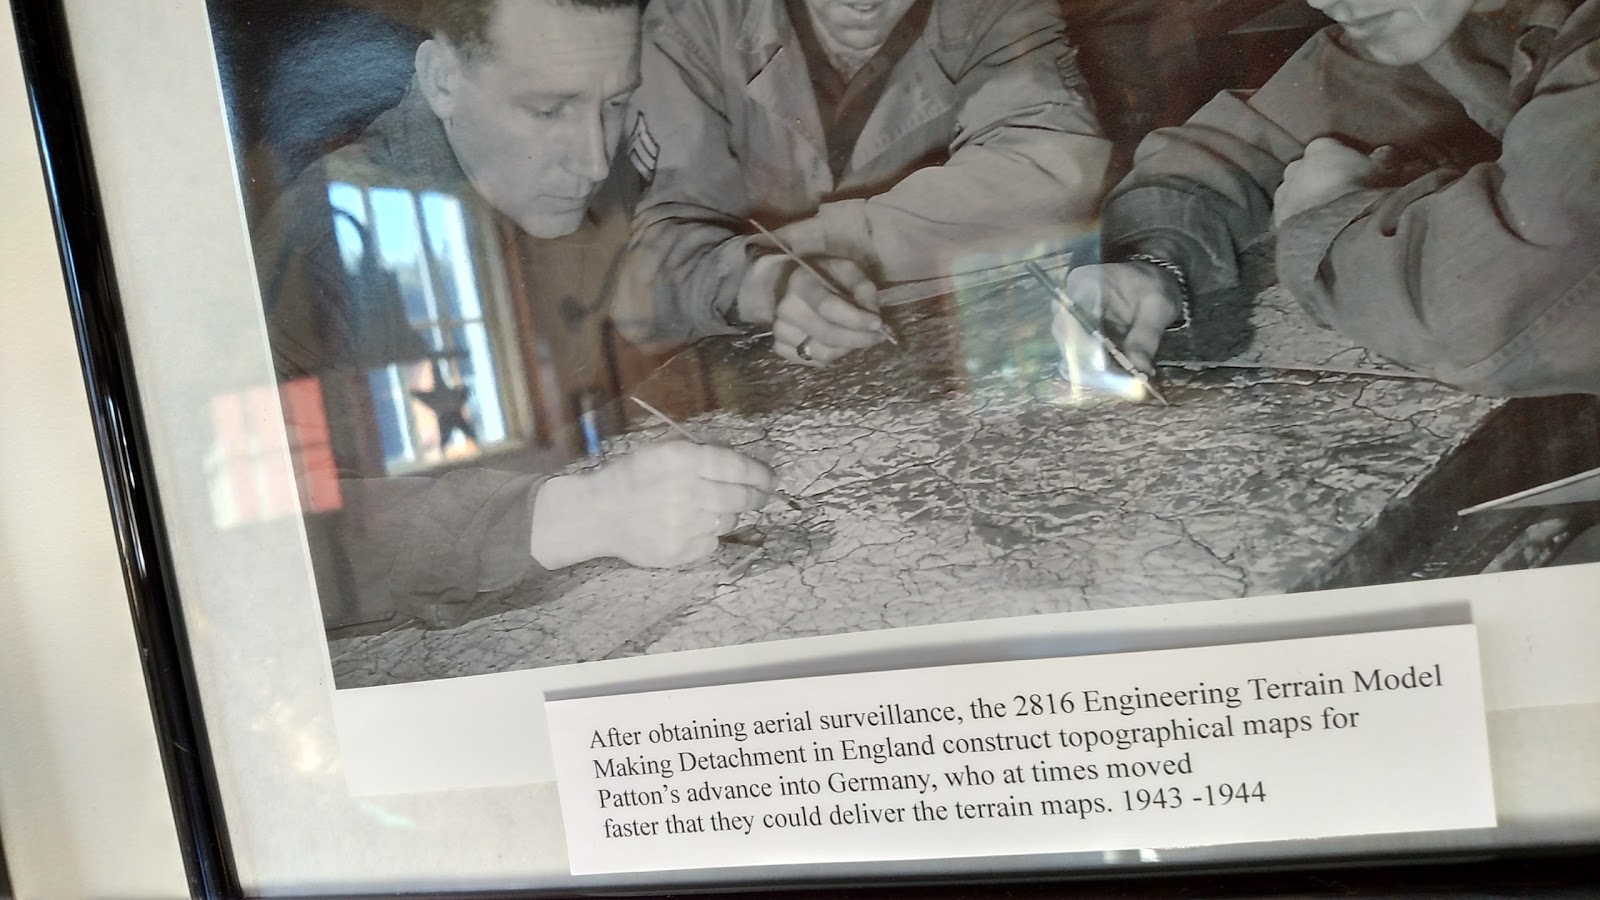 After obtaining aerial surveillance, the 2816 Engineering Terrain Model
Making Detachment in England construct topographical maps for
Patton's advance into Germany, who at times moved
faster that they could deliver the terrain maps. 1943 -1944